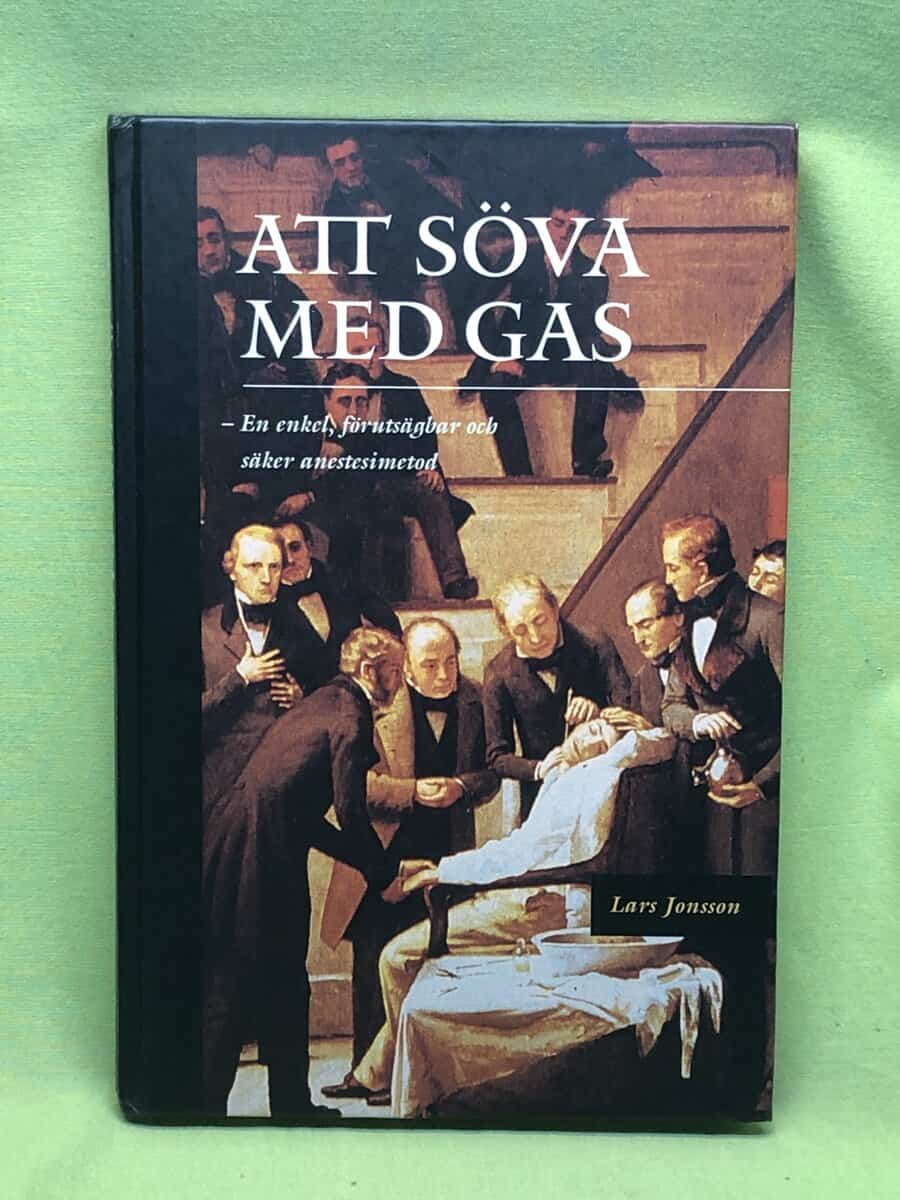 ATT SÖVA
MED GAS
– En enkel, förutsägbar och
säker anestesimetod
Lars Jonsson